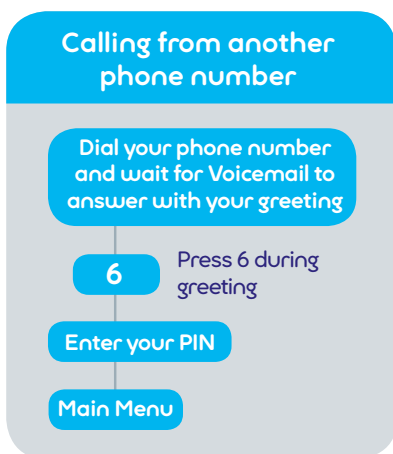 Calling from another
phone number
Dial your phone number
and wait for Voicemail to
answer with your greeting
6
Press 6 during
greeting
Enter your PIN
Main Menu